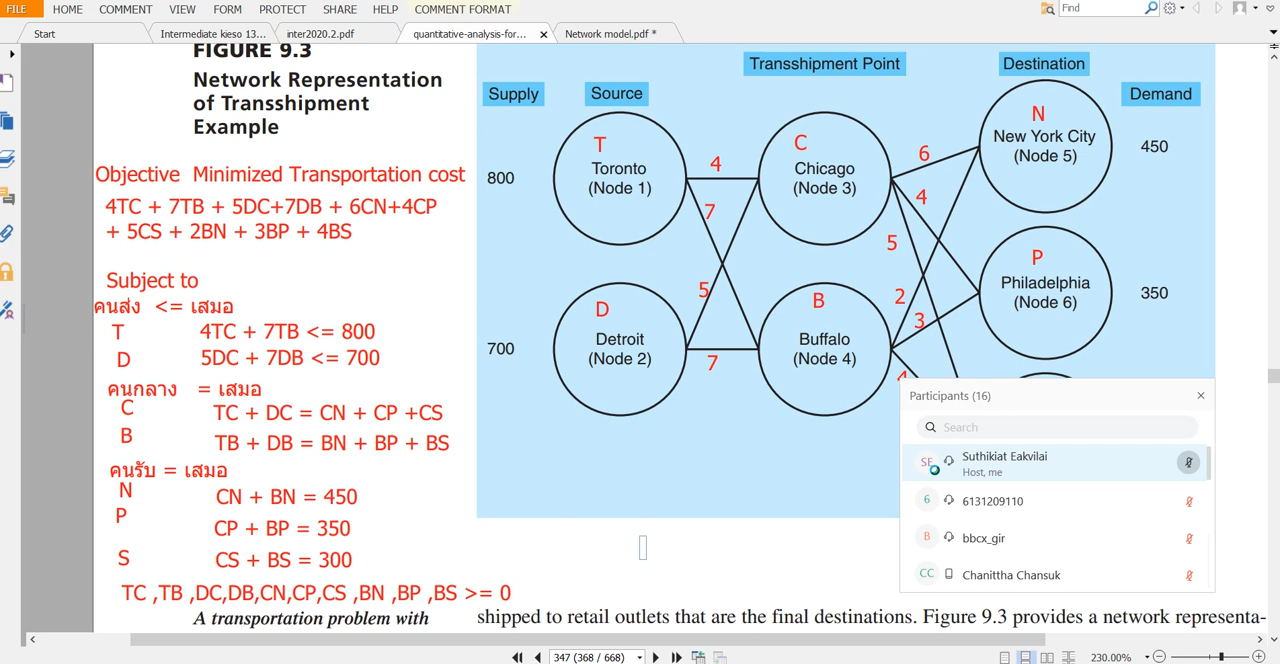 FILE HOME COMMENT VIEW FORM PROTECT SHARE HELP COMMENT FORMAT Find
Start Intermediate kieso 13... inter2020.2.pdf quantitative-analysis-for... × Network model.pdf *
FIGURE 9.3
Network Representation
of Transshipment
Example
Objective Minimized Transportation cost
4TC + 7TB + 5DC+7DB + 6CN+4CP
+ 5CS + 2BN + 3BP + 4BS
Subject to
คนส่ง <= เสมอ
T 4TC + 7TB <= 800
D 5DC + 7DB <= 700
คนกลาง = เสมอ
C TC + DC = CN + CP +CS
B TB + DB = BN + BP + BS
คนรับ = เสมอ
N CN + BN = 450
P CP + BP = 350
S CS + BS = 300
TC ,TB ,DC,DB,CN,CP,CS ,BN ,BP ,BS >= 0
A transportation problem with
Transshipment Point Destination
Supply Source Demand
T
Toronto
(Node 1)
800
4
7
C
Chicago
(Node 3)
6
4
5
N
New York City
(Node 5)
450
D
Detroit
(Node 2)
700
5
7
B
Buffalo
(Node 4)
2
3
4
P
Philadelphia
(Node 6)
350
Participants (16) ×
Search
SE Suthikiat Eakvilai
Host, me
6 6131209110
B bbcx_gir
CC Chanittha Chansuk
shipped to retail outlets that are the final destinations. Figure 9.3 provides a network representa-
347 (368 / 668) 230.00%